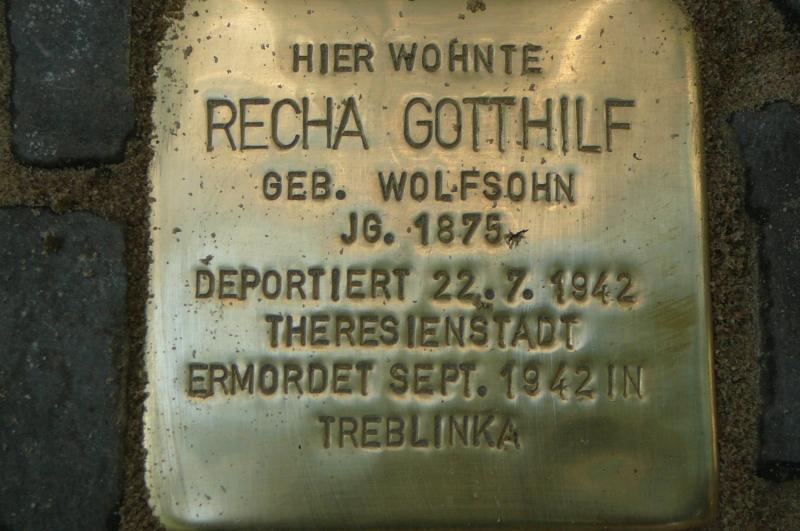 HIER WOHNTE
RECHA GOTTHILF
GEB. WOLFSOHN
JG. 1875
DEPORTIERT 22.7.1942
THERESIENSTADT
ERMORDET SEPT. 1942 IN
TREBLINKA